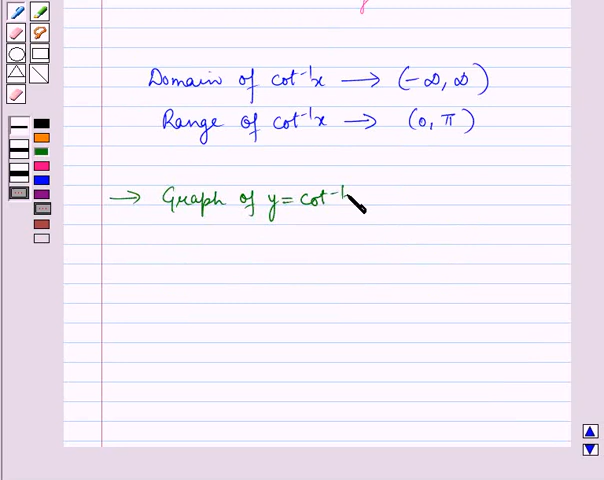 Domain of cot⁻¹x → (-∞, ∞)
Range of cot⁻¹x → (0, π)
→ Graph of y = cot⁻¹